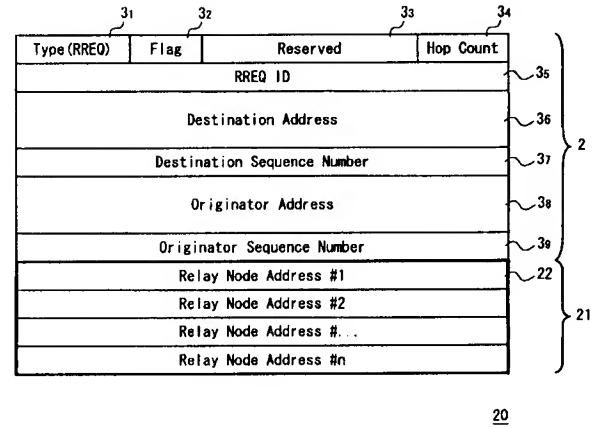 31 32 33 34
Type(RREQ) Flag Reserved Hop Count
RREQ ID 35
Destination Address 36
2
Destination Sequence Number 37
Originator Address 38
Originator Sequence Number 39
Relay Node Address #1 22
Relay Node Address #2
21
Relay Node Address #...
Relay Node Address #n
20